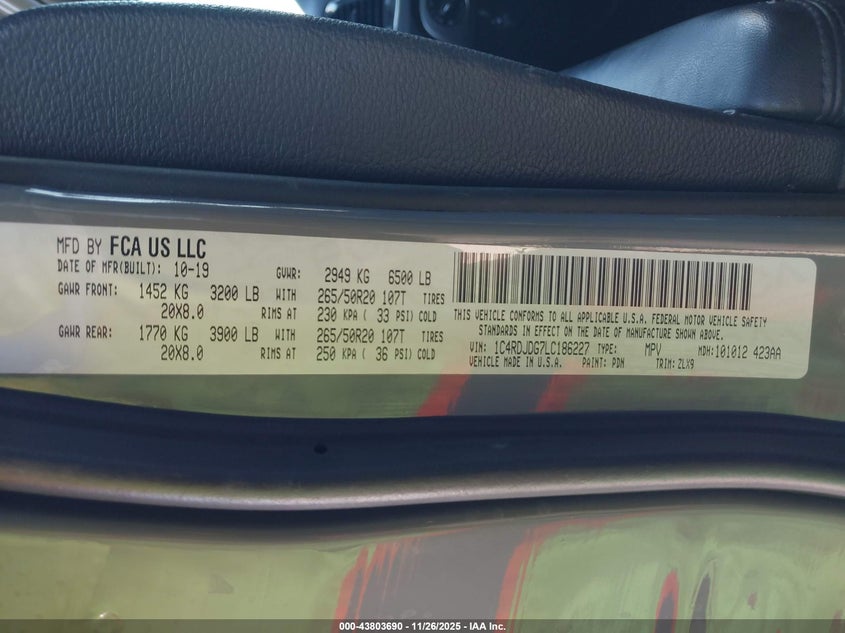 MFD BY FCA US LLC
DATE OF MFR(BUILT): 10-19 GVWR: 2949 KG 6500 LB
GAWR FRONT: 1452 KG 3200 LB WITH 265/50R20 107T TIRES
20X8.0 RIMS AT 230 KPA ( 33 PSI) COLD
GAWR REAR: 1770 KG 3900 LB WITH 265/50R20 107T TIRES
20X8.0 RIMS AT 250 KPA ( 36 PSI) COLD
THIS VEHICLE CONFORMS TO ALL APPLICABLE U.S.A. FEDERAL MOTOR VEHICLE SAFETY
STANDARDS IN EFFECT ON THE DATE OF MANUFACTURE SHOWN ABOVE.
VIN: 1C4RDJDG7LC186227 TYPE: MPV MDH:101012 423AA
VEHICLE MADE IN U.S.A. PAINT: PDN TRIM: ZLX9
000-43803690 - 11/26/2025 - IAA Inc.